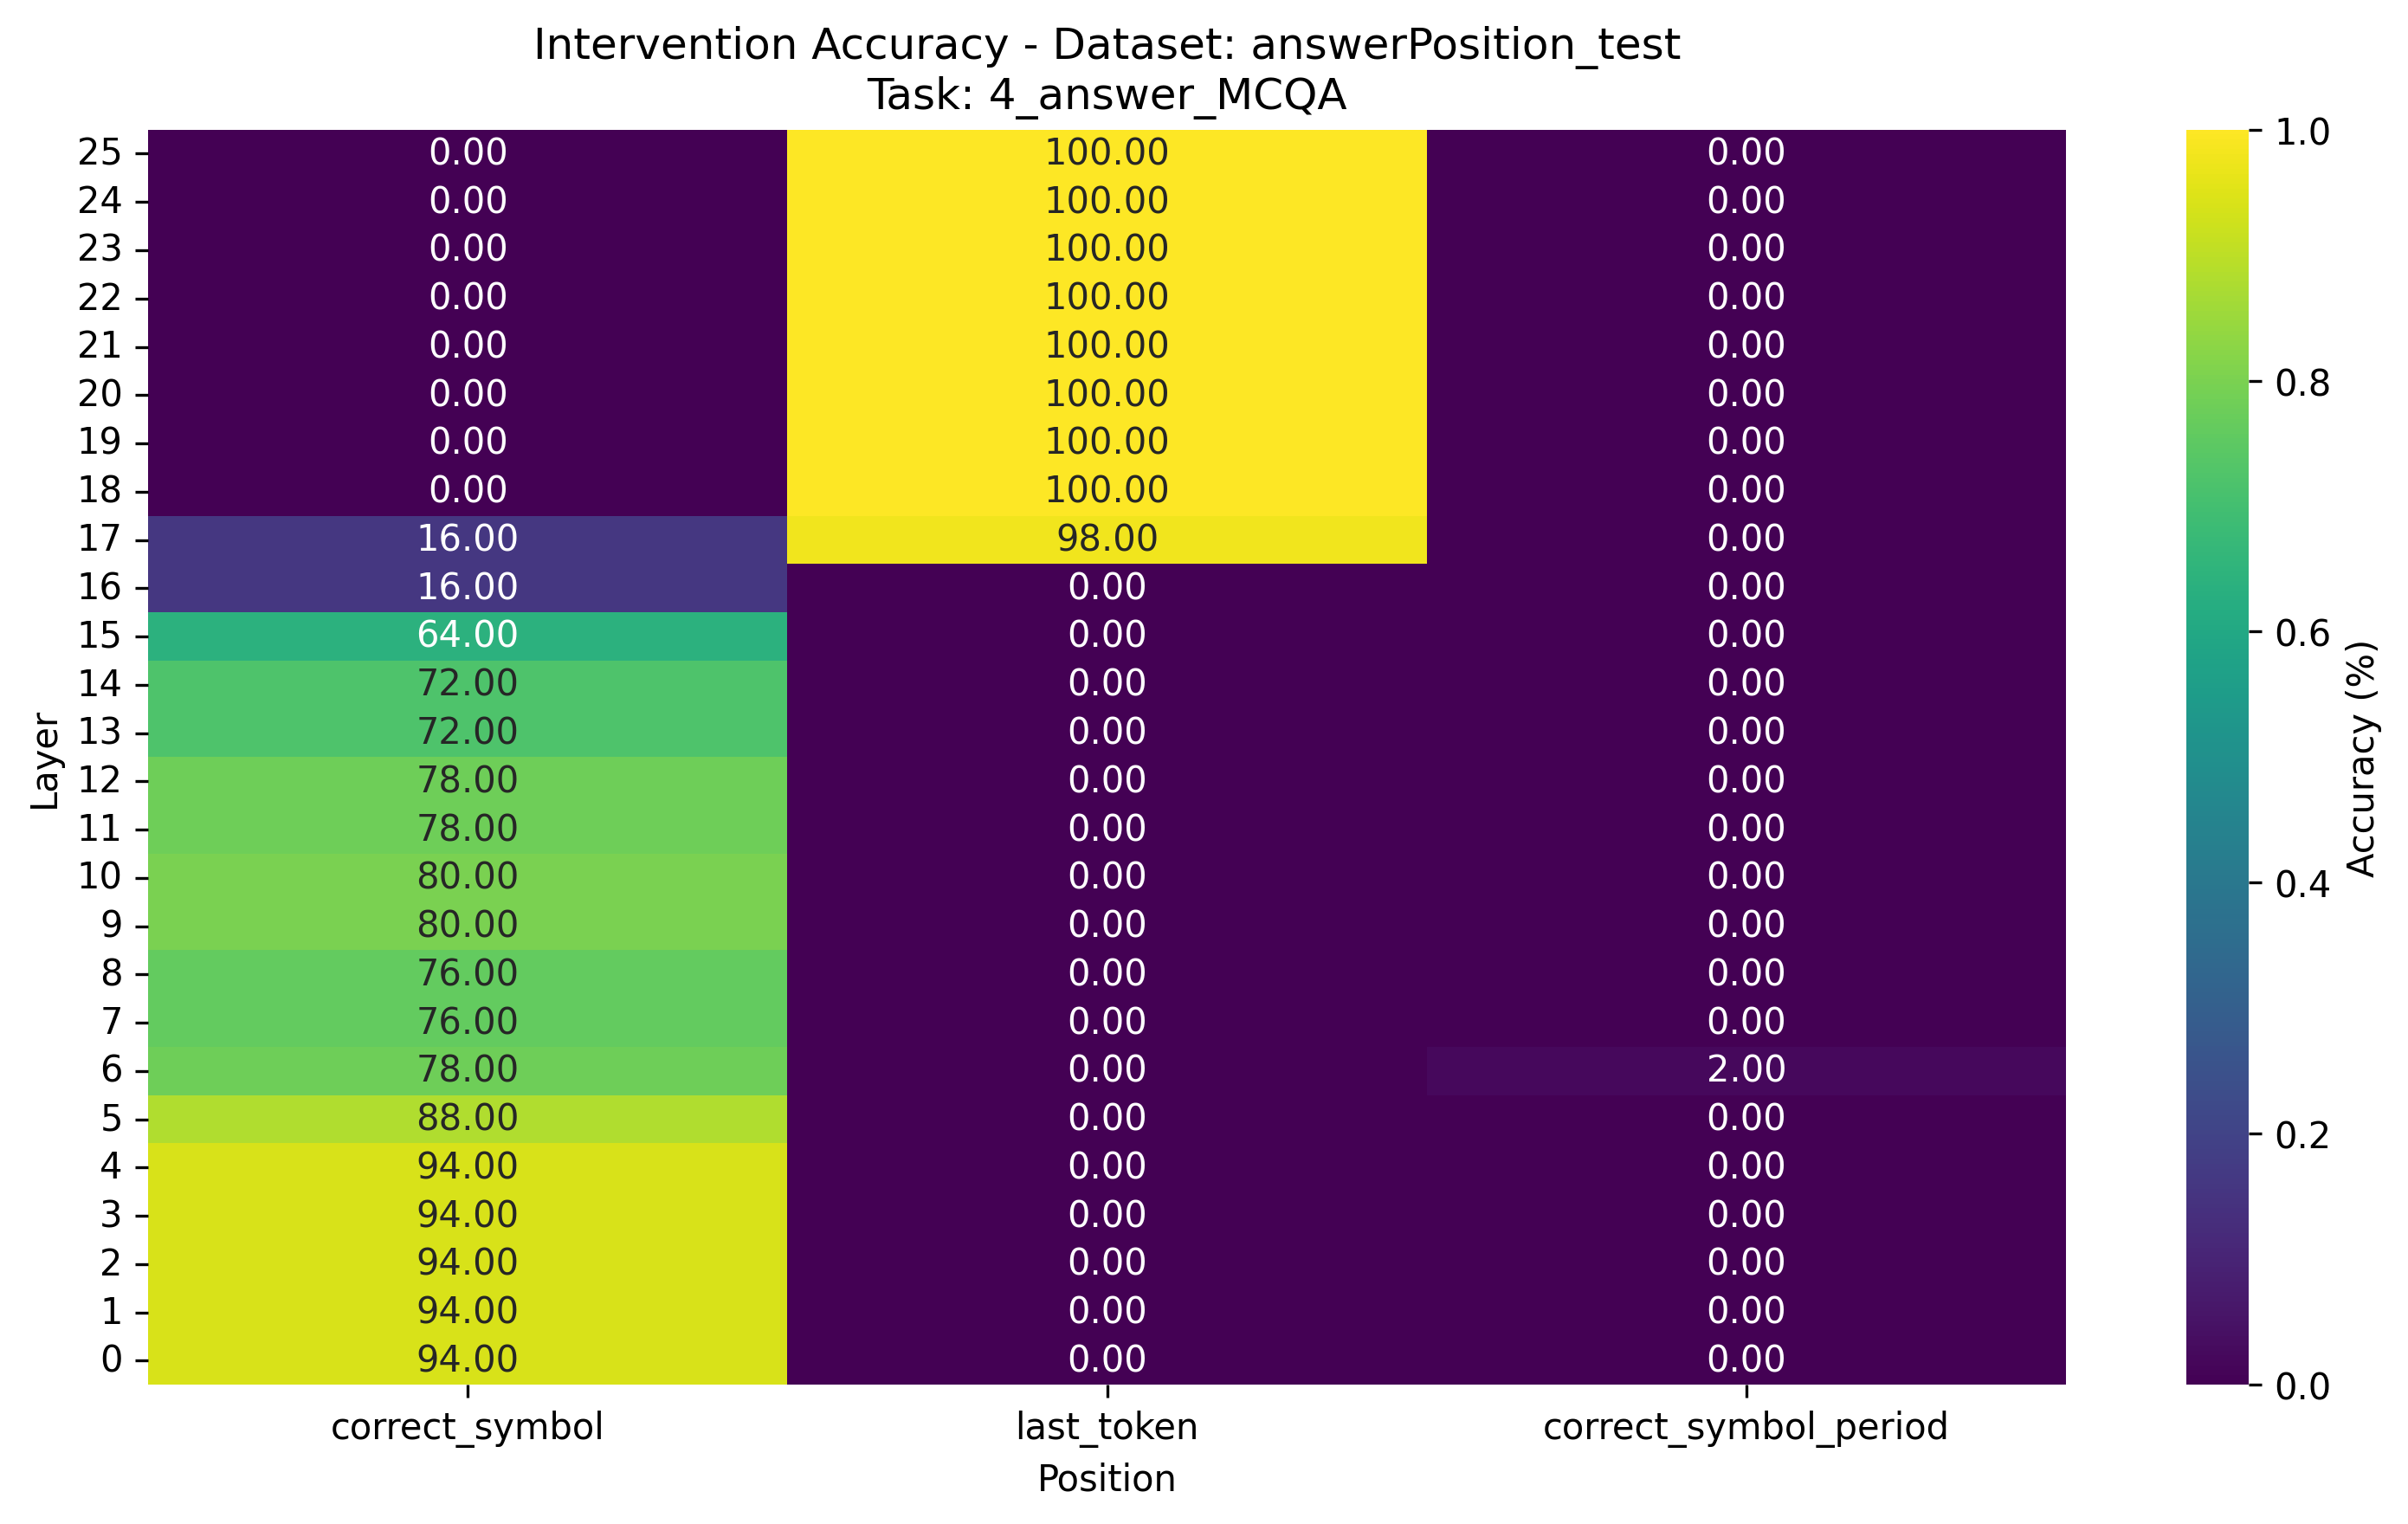 Intervention Accuracy - Dataset: answerPosition_test
Task: 4_answer_MCQA
25 0.00 100.00 0.00
24 0.00 100.00 0.00
23 0.00 100.00 0.00
22 0.00 100.00 0.00
21 0.00 100.00 0.00
20 0.00 100.00 0.00
19 0.00 100.00 0.00
18 0.00 100.00 0.00
17 16.00 98.00 0.00
16 16.00 0.00 0.00
15 64.00 0.00 0.00
14 72.00 0.00 0.00
13 72.00 0.00 0.00
12 78.00 0.00 0.00
11 78.00 0.00 0.00
10 80.00 0.00 0.00
9 80.00 0.00 0.00
8 76.00 0.00 0.00
7 76.00 0.00 0.00
6 78.00 0.00 2.00
5 88.00 0.00 0.00
4 94.00 0.00 0.00
3 94.00 0.00 0.00
2 94.00 0.00 0.00
1 94.00 0.00 0.00
0 94.00 0.00 0.00
Layer
correct_symbol last_token correct_symbol_period
Position
1.0
0.8
0.6
0.4
0.2
0.0
Accuracy (%)